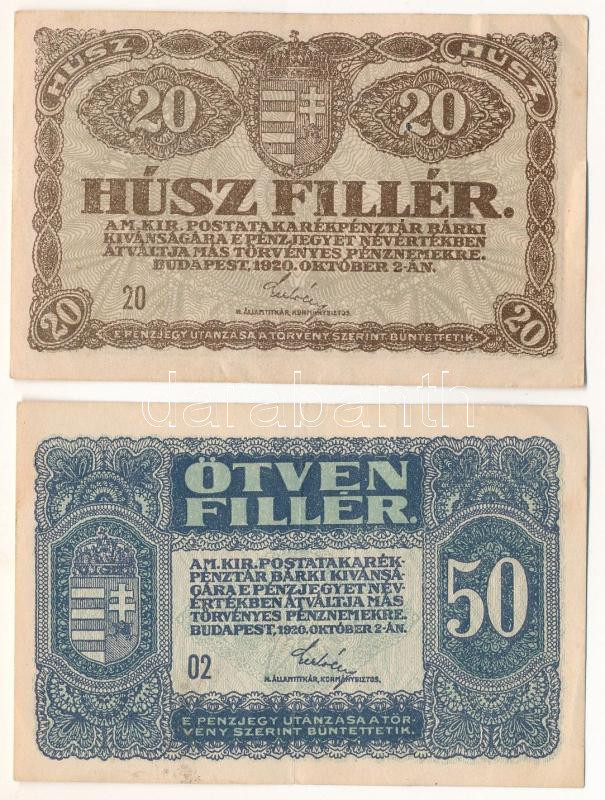 HÚSZ HÚSZ
20 20
HÚSZ FILLÉR.
A M. KIR. POSTATAKARÉKPÉNZTÁR BÁRKI
KIVÁNSÁGÁRA E PÉNZJEGYET NÉVÉRTÉKBEN
ÁTVÁLTJA MÁS TÖRVÉNYES PÉNZNEMEKRE.
BUDAPEST, 1920. OKTÓBER 2-ÁN.
20
H. ÁLLAMTITKÁR, KORMÁNYBIZTOS.
20 20
E PÉNZJEGY UTÁNZÁSA A TÖRVÉNY SZERINT BÜNTETTETIK.
darabanth
ÖTVEN
FILLÉR.
A M. KIR. POSTATAKARÉK-
PÉNZTÁR BÁRKI KIVÁNSÁ-
GÁRA E PÉNZJEGYET NÉV-
ÉRTÉKBEN ÁTVÁLTJA MÁS
TÖRVÉNYES PÉNZNEMEKRE.
BUDAPEST, 1920. OKTÓBER 2-ÁN.
50
02
H. ÁLLAMTITKÁR, KORMÁNYBIZTOS.
E PÉNZJEGY UTÁNZÁSA A TÖR-
VÉNY SZERINT BÜNTETTETIK.